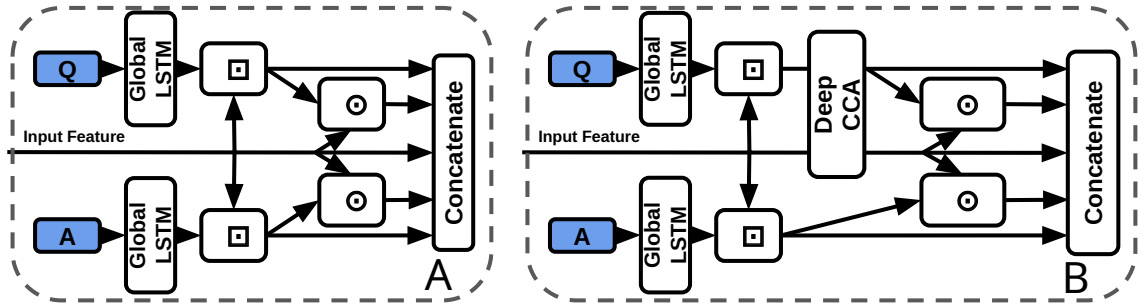 Q
Global
LSTM
Input Feature
A
Global
LSTM
Concatenate
A
Q
Global
LSTM
Deep
CCA
Input Feature
A
Global
LSTM
Concatenate
B